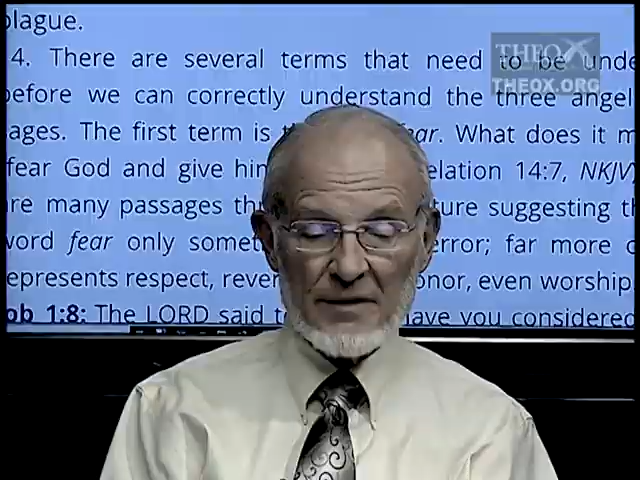 plague.
4. There are several terms that need to be unde
before we can correctly understand the three angel
ages. The first term is fear. What does it m
fear God and give him elation 14:7, NKJV)
re many passages th ture suggesting th
word fear only somet error; far more
epresents respect, rever onor, even worship
ob 1:8: The LORD said to have you considered
THEOX
THEOX.ORG